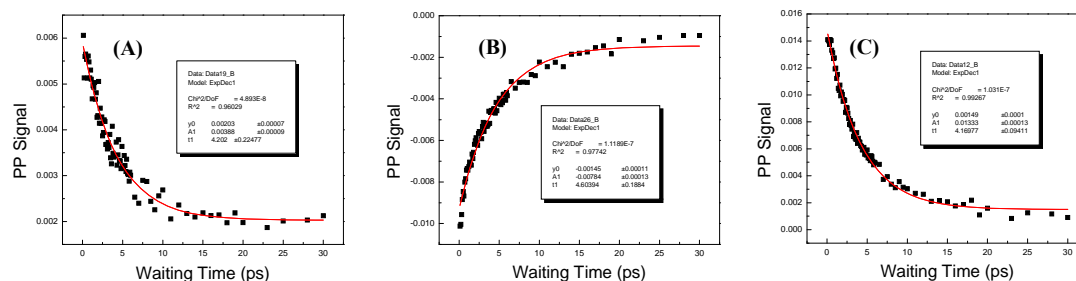 (A)
0.006
0.005
0.004
0.003
0.002
PP Signal
Data: Data19_B
Model: ExpDec1
Chi^2/DoF = 4.893E-8
R^2 = 0.96029
y0 0.00203 ±0.00007
A1 0.00388 ±0.00009
t1 4.202 ±0.22477
0 5 10 15 20 25 30
Waiting Time (ps)
(B)
0.000
-0.002
-0.004
-0.006
-0.008
-0.010
PP Signal
Data: Data26_B
Model: ExpDec1
Chi^2/DoF = 1.1189E-7
R^2 = 0.97742
y0 -0.00145 ±0.00011
A1 -0.00784 ±0.00013
t1 4.60394 ±0.1884
0 5 10 15 20 25 30
Waiting Time (ps)
(C)
0.016
0.014
0.012
0.010
0.008
0.006
0.004
0.002
0.000
PP Signal
Data: Data12_B
Model: ExpDec1
Chi^2/DoF = 1.031E-7
R^2 = 0.99267
y0 0.00149 ±0.0001
A1 0.01333 ±0.00013
t1 4.16977 ±0.09411
0 5 10 15 20 25 30
Waiting Time (ps)